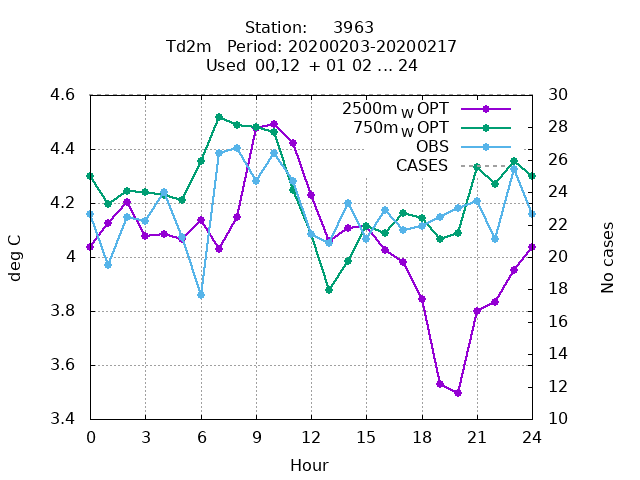 Station: 3963
Td2m Period: 20200203-20200217
Used 00,12 + 01 02 ... 24
4.6
4.4
4.2
4
3.8
3.6
3.4
deg C
30
28
26
24
22
20
18
16
14
12
10
No cases
2500m W OPT
750m W OPT
OBS
CASES
0 3 6 9 12 15 18 21 24
Hour